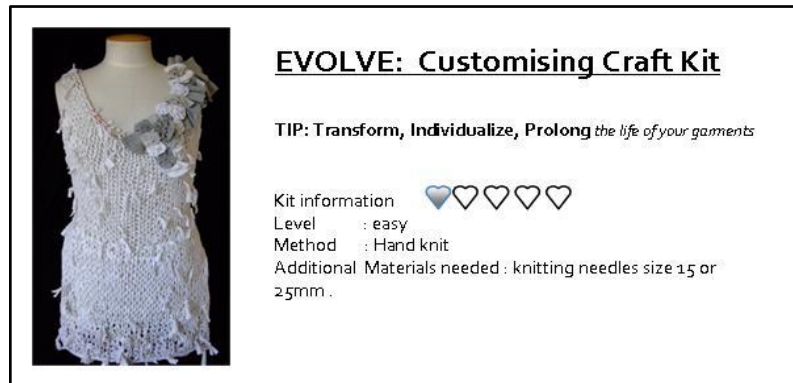 EVOLVE: Customising Craft Kit
TIP: Transform, Individualize, Prolong the life of your garments
Kit information
Level : easy
Method : Hand knit
Additional Materials needed : knitting needles size 15 or
25mm .